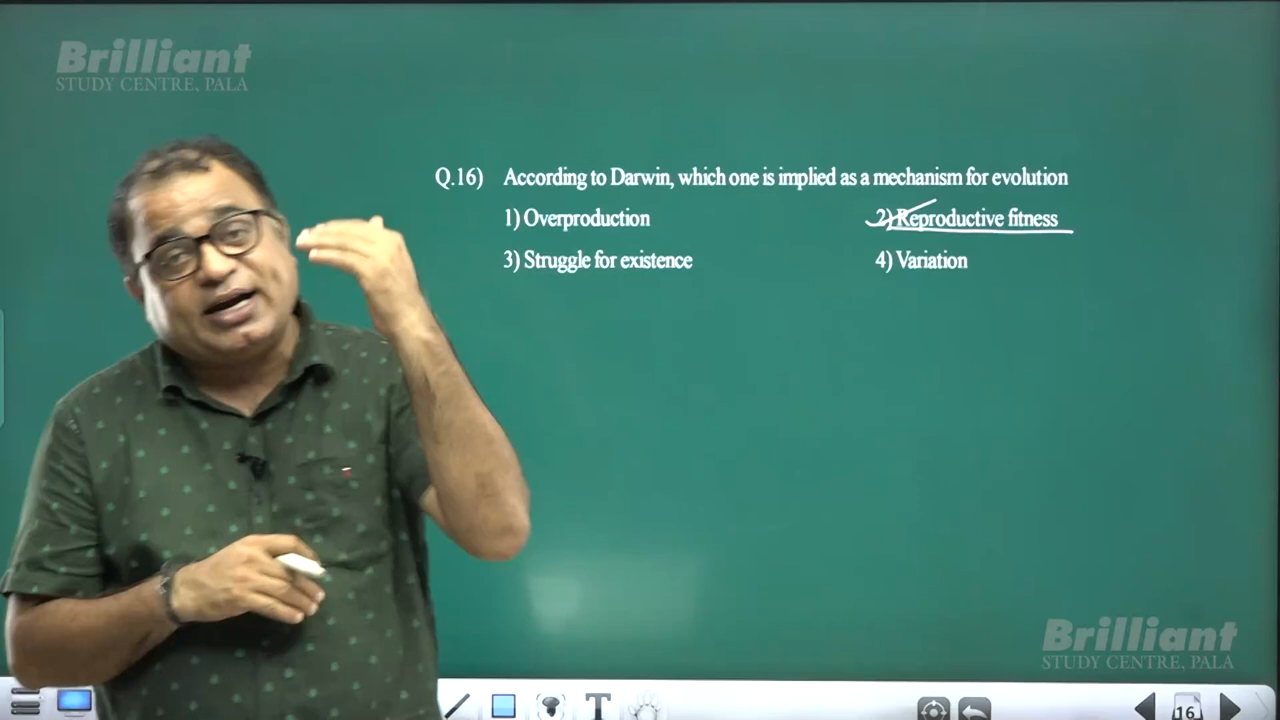 Brilliant
STUDY CENTRE, PALA
Q.16) According to Darwin, which one is implied as a mechanism for evolution
1) Overproduction 2) Reproductive fitness
3) Struggle for existence 4) Variation
Brilliant
STUDY CENTRE, PALA
T
16